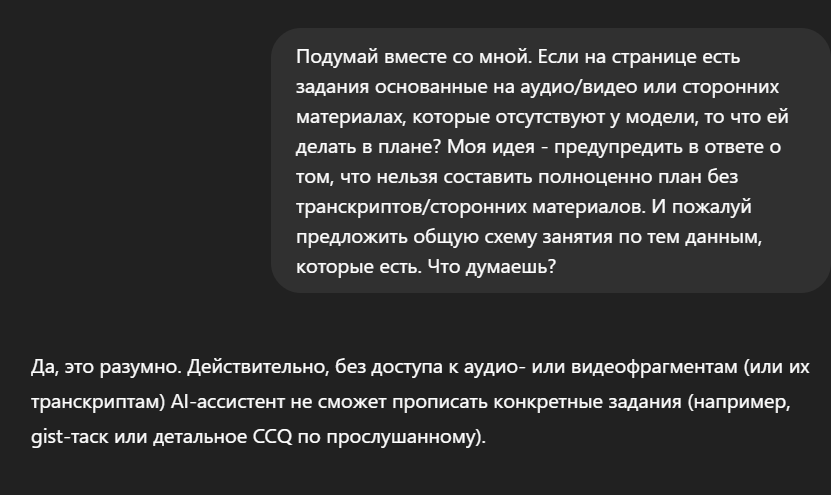 Подумай вместе со мной. Если на странице есть
задания основанные на аудио/видео или сторонних
материалах, которые отсутствуют у модели, то что ей
делать в плане? Моя идея - предупредить в ответе о
том, что нельзя составить полноценно план без
транскриптов/сторонних материалов. И пожалуй
предложить общую схему занятия по тем данным,
которые есть. Что думаешь?
Да, это разумно. Действительно, без доступа к аудио- или видеофрагментам (или их
транскриптам) AI-ассистент не сможет прописать конкретные задания (например,
gist-таск или детальное CCQ по прослушанному).